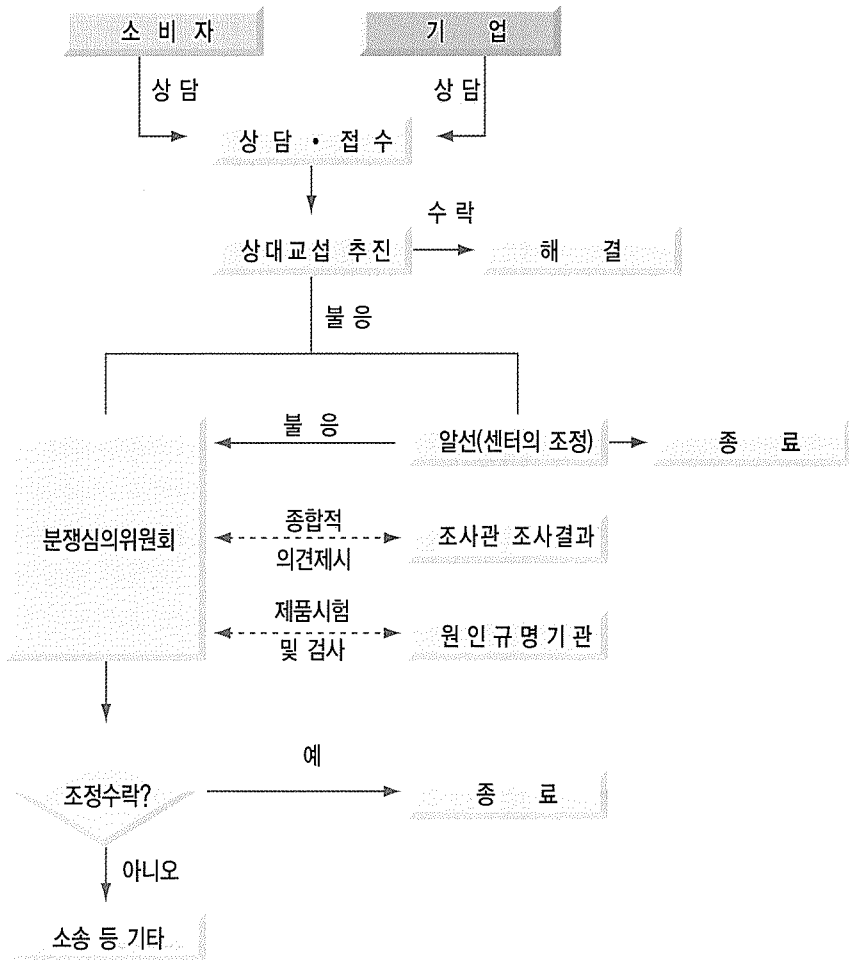 소 비 자
기 업
상 담
상 담
상 담 · 접 수
수 락
상대교섭 추진
해 결
불 응
불 응
알선(센터의 조정)
종 료
분쟁심의위원회
종합적
의견제시
조사관 조사결과
제품시험
및 검사
원 인 규 명 기 관
예
조정수락?
종 료
아니오
소송 등 기타